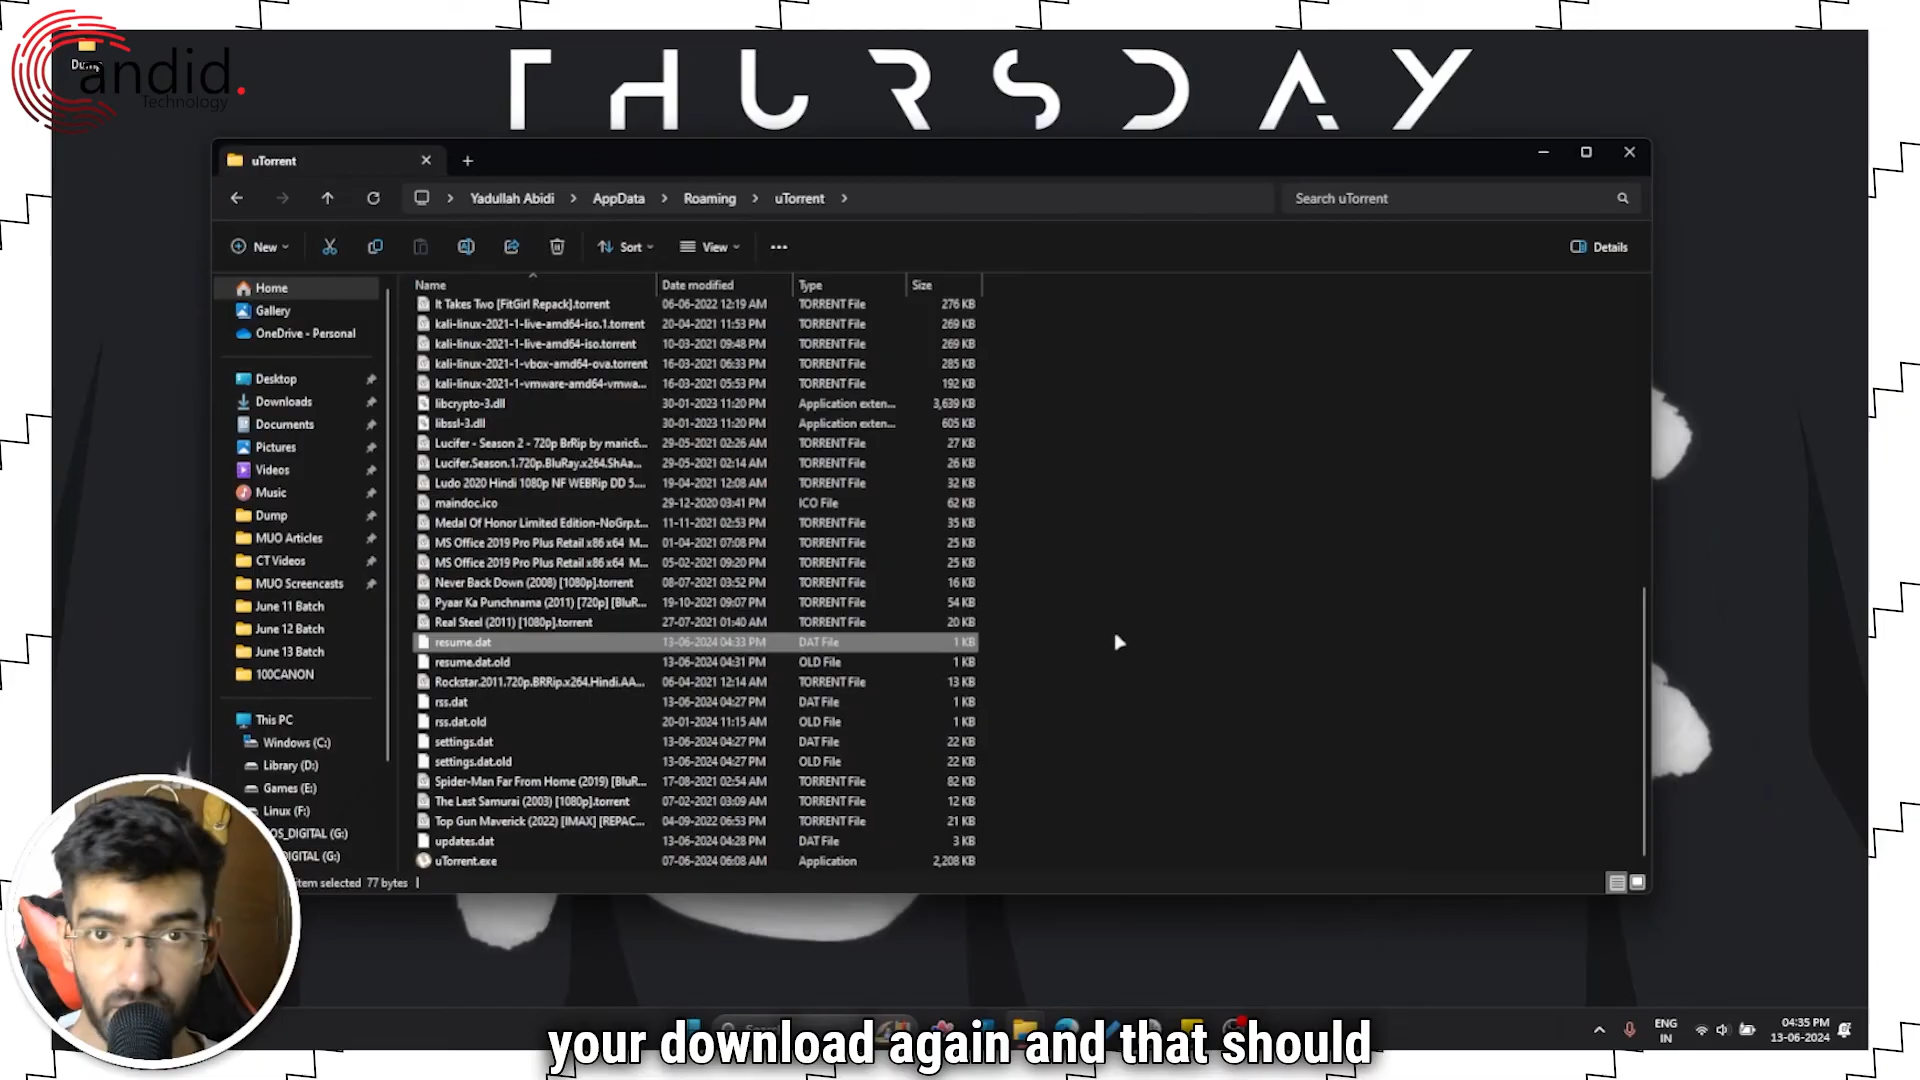 THURSDAY
Dump
Candid.
Technology
uTorrent
Yadullah Abidi > AppData > Roaming > uTorrent >
Search uTorrent
New
Sort
View
Details
Home
Gallery
OneDrive - Personal
Desktop
Downloads
Documents
Pictures
Videos
Music
Dump
MUO Articles
CT Videos
MUO Screencasts
June 11 Batch
June 12 Batch
June 13 Batch
100CANON
This PC
Windows (C:)
Library (D:)
Games (E:)
Linux (F:)
OS_DIGITAL (G:)
DIGITAL (G:)
Name Date modified Type Size
It Takes Two [FitGirl Repack].torrent 06-06-2022 12:19 AM TORRENT File 276 KB
kali-linux-2021-1-live-amd64-iso.1.torrent 20-04-2021 11:53 PM TORRENT File 269 KB
kali-linux-2021-1-live-amd64-iso.torrent 10-03-2021 09:48 PM TORRENT File 269 KB
kali-linux-2021-1-vbox-amd64-ova.torrent 16-03-2021 06:33 PM TORRENT File 285 KB
kali-linux-2021-1-vmware-amd64-vmwa... 16-03-2021 05:53 PM TORRENT File 192 KB
libcrypto-3.dll 30-01-2023 11:20 PM Application exten... 3,639 KB
libssl-3.dll 30-01-2023 11:20 PM Application exten... 605 KB
Lucifer - Season 2 - 720p BrRip by maric6... 29-05-2021 02:26 AM TORRENT File 27 KB
Lucifer.Season.1.720p.BluRay.x264.ShAa... 29-05-2021 02:14 AM TORRENT File 26 KB
Ludo 2020 Hindi 1080p NF WEBRip DD 5.... 19-04-2021 12:08 AM TORRENT File 32 KB
maindoc.ico 29-12-2020 03:41 PM ICO File 62 KB
Medal Of Honor Limited Edition-NoGrp.t... 11-11-2021 02:53 PM TORRENT File 35 KB
MS Office 2019 Pro Plus Retail x86 x64 M... 01-04-2021 07:08 PM TORRENT File 25 KB
MS Office 2019 Pro Plus Retail x86 x64 M... 05-02-2021 09:20 PM TORRENT File 25 KB
Never Back Down (2008) [1080p].torrent 08-07-2021 03:52 PM TORRENT File 16 KB
Pyaar Ka Punchnama (2011) [720p] [BluR... 19-10-2021 09:07 PM TORRENT File 54 KB
Real Steel (2011) [1080p].torrent 27-07-2021 01:40 AM TORRENT File 20 KB
resume.dat 13-06-2024 04:33 PM DAT File 1 KB
resume.dat.old 13-06-2024 04:31 PM OLD File 1 KB
Rockstar.2011.720p.BRRip.x264.Hindi.AA... 06-04-2021 12:14 AM TORRENT File 13 KB
rss.dat 13-06-2024 04:27 PM DAT File 1 KB
rss.dat.old 20-01-2024 11:15 AM OLD File 1 KB
settings.dat 13-06-2024 04:27 PM DAT File 22 KB
settings.dat.old 13-06-2024 04:27 PM OLD File 22 KB
Spider-Man Far From Home (2019) [BluR... 17-08-2021 02:54 AM TORRENT File 82 KB
The Last Samurai (2003) [1080p].torrent 07-02-2021 03:09 AM TORRENT File 12 KB
Top Gun Maverick (2022) [IMAX] [REPAC... 04-09-2022 06:53 PM TORRENT File 21 KB
updates.dat 13-06-2024 04:28 PM DAT File 3 KB
uTorrent.exe 07-06-2024 06:08 AM Application 2,208 KB
item selected 77 bytes
your download again and that should
ENG
IN
04:35 PM
13-06-2024